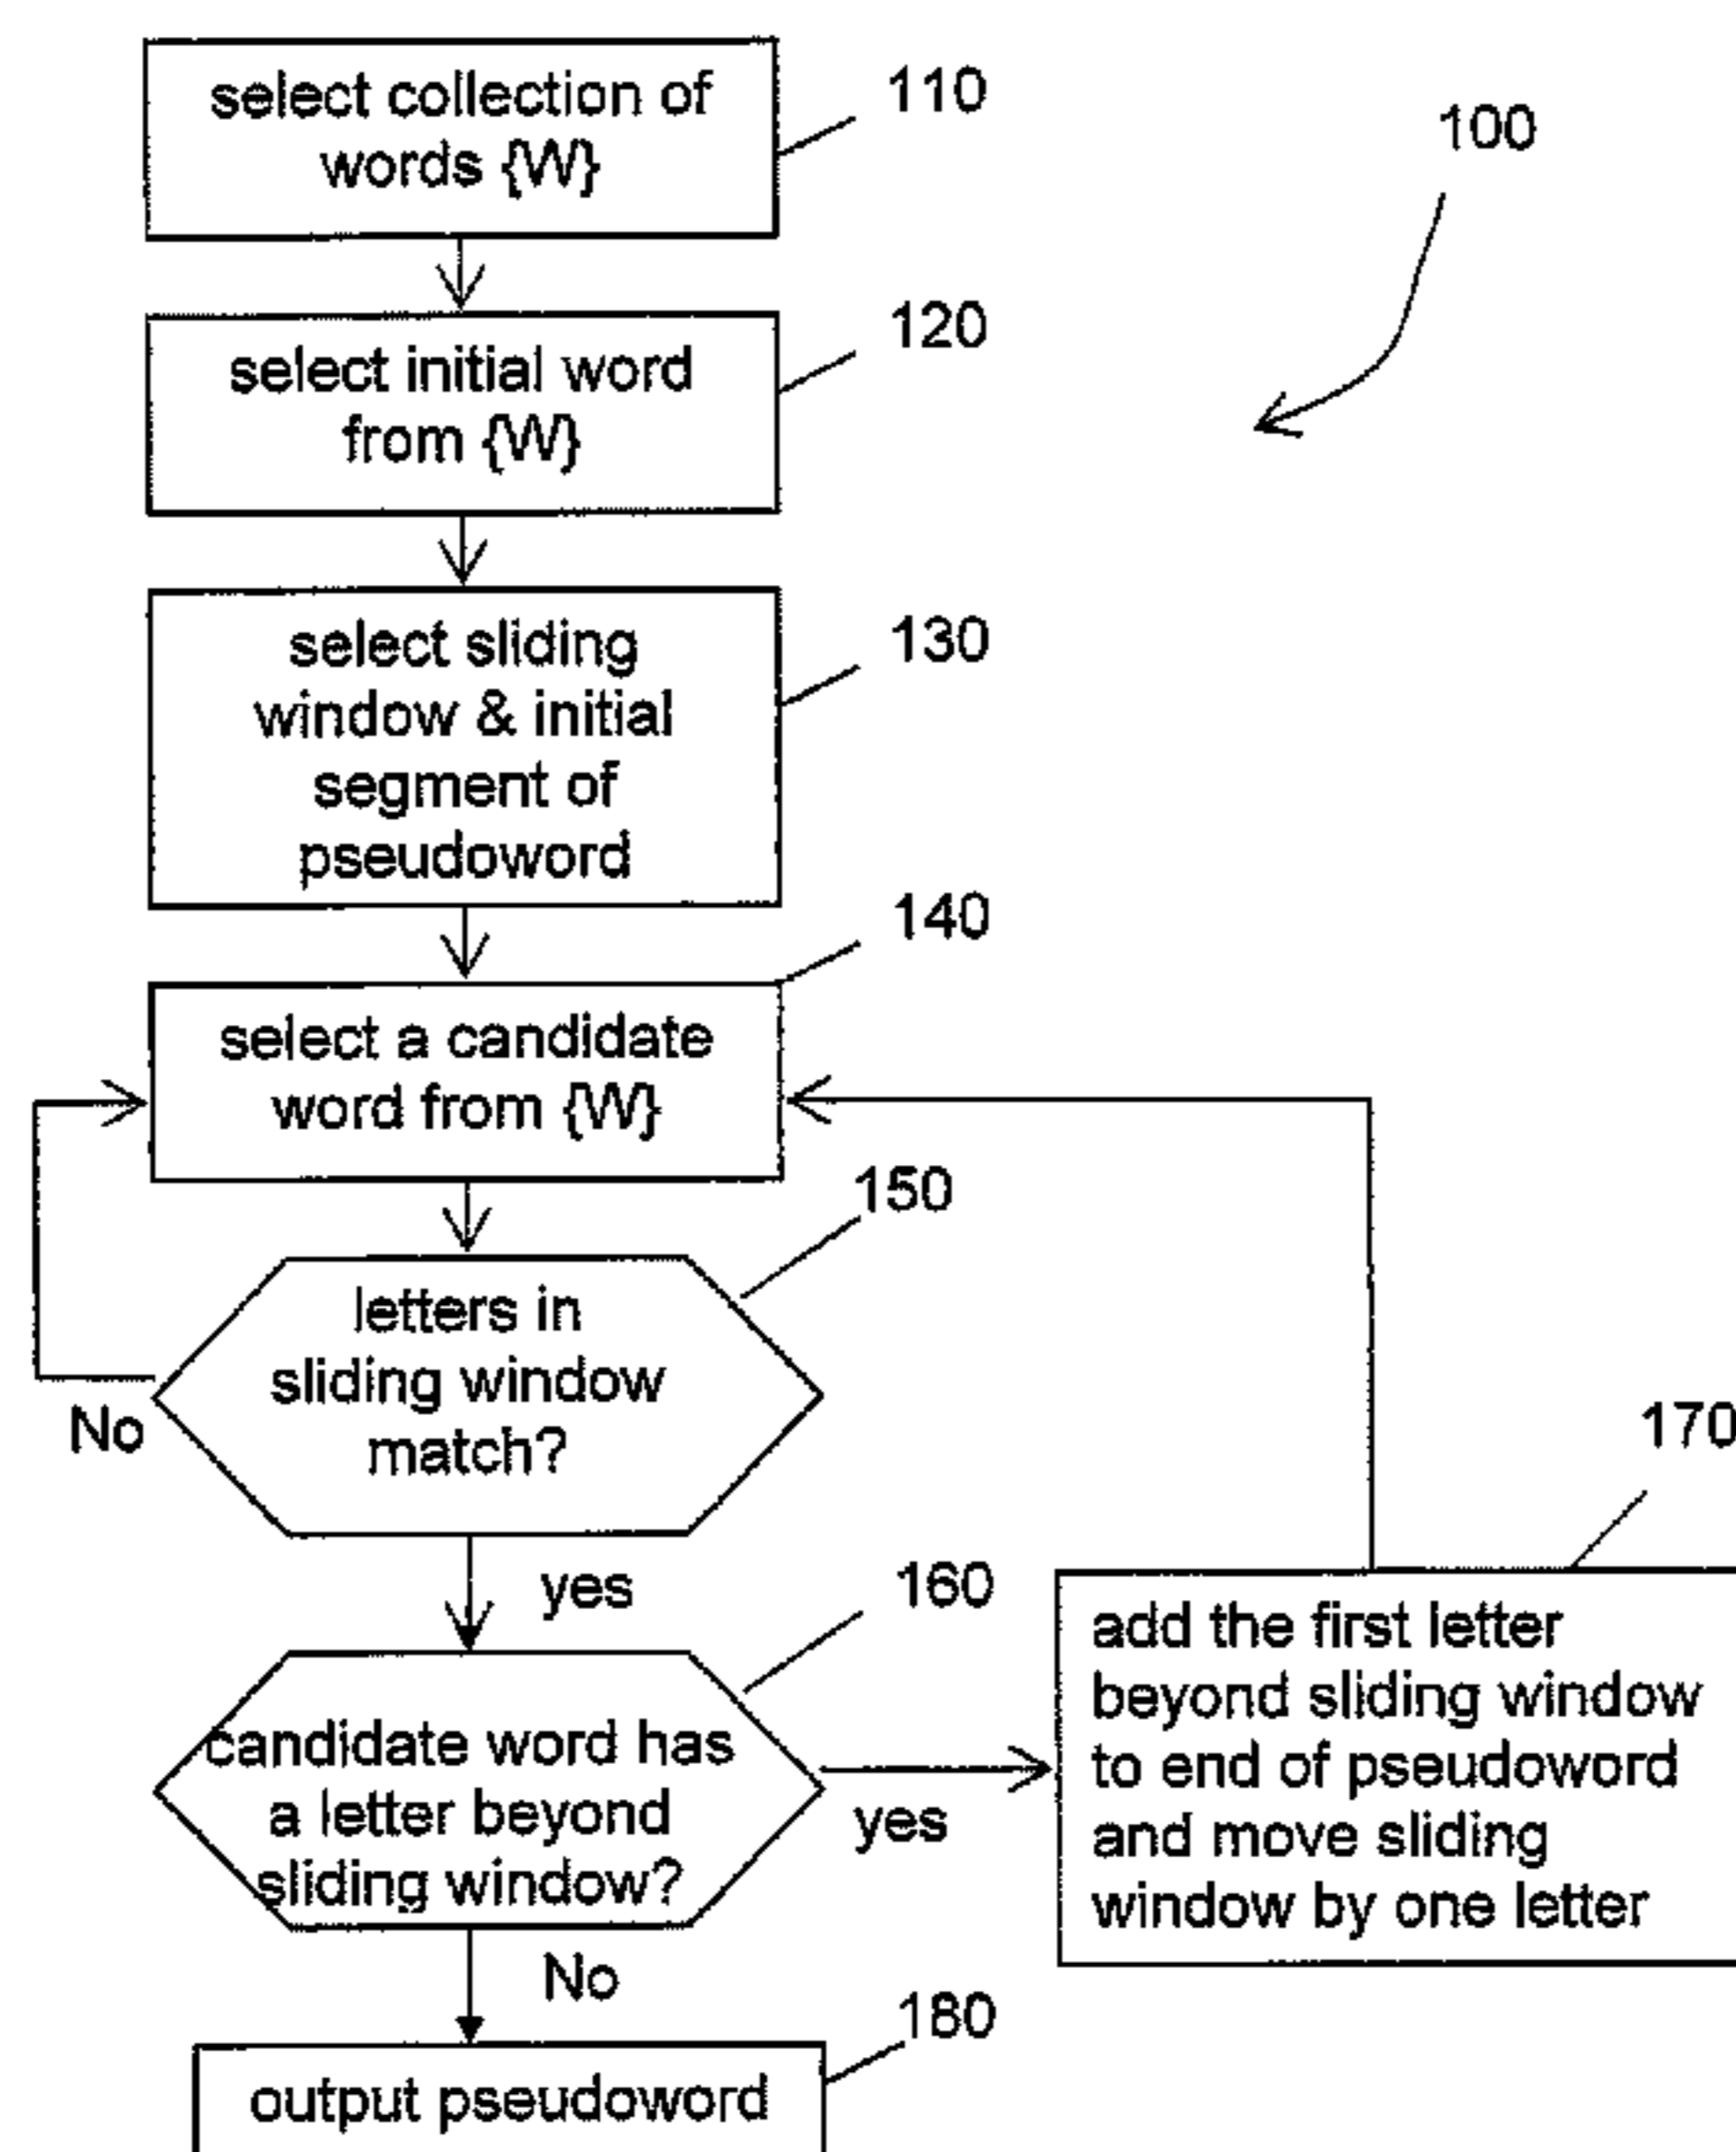 select collection of
words {W}
110
100
select initial word
from {W}
120
select sliding
window & initial
segment of
pseudoword
130
select a candidate
word from {W}
140
letters in
sliding window
match?
150
No
yes
candidate word has
a letter beyond
sliding window?
160
yes
add the first letter
beyond sliding window
to end of pseudoword
and move sliding
window by one letter
170
No
output pseudoword
180